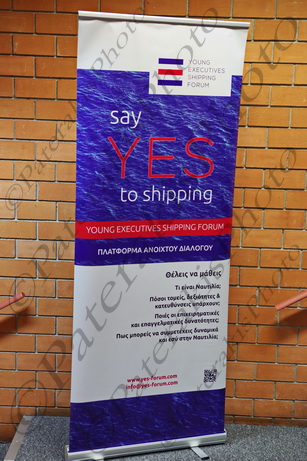 YOUNG
EXECUTIVES
SHIPPING
FORUM
say
YES
to shipping
YOUNG EXECUTIVES SHIPPING FORUM
ΠΛΑΤΦΟΡΜΑ ΑΝΟΙΧΤΟΥ ΔΙΑΛΟΓΟΥ
Θέλεις να μάθεις:
Τι είναι Ναυτιλία;
Πόσοι τομείς, δεξιότητες &
κατευθύνσεις υπάρχουν;
Ποιές οι επιχειρηματικές
και επαγγελματικές δυνατότητες;
Πως μπορείς να συμμετέχεις δυναμικά
και εσύ στην Ναυτιλία;
www.yes-forum.com
info@yes-forum.com